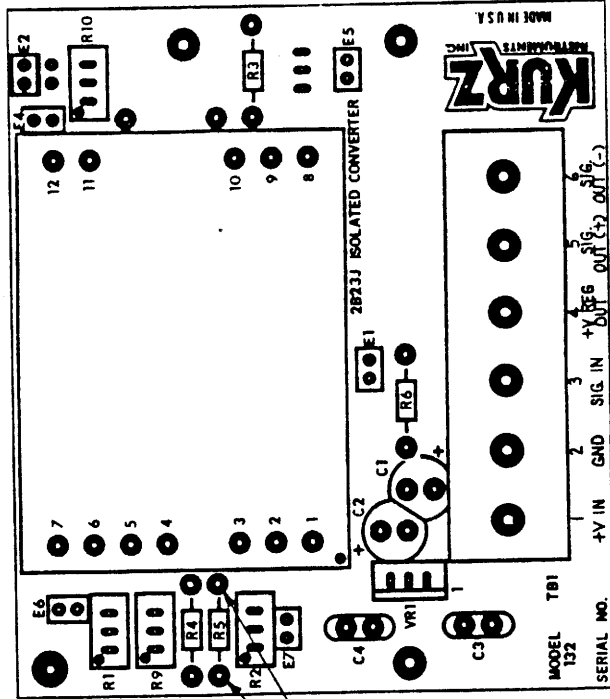 MADE IN U.S.A.
KURZ
INSTRUMENTS
INC.
E2
R10
E4
R3
E5
12
11
10
9
8
2B23J ISOLATED CONVERTER
E1
R6
C1
+
C2
+
7
6
5
4
3
2
1
E6
R1
R9
R4
R5
R2
E7
VR1
1
C4
C3
TB1
MODEL
132
SERIAL NO.
1
+V IN
2
GND
3
SIG. IN
4
+V REG
OUT
5
SIG.
OUT (+)
6
SIG.
OUT (-)